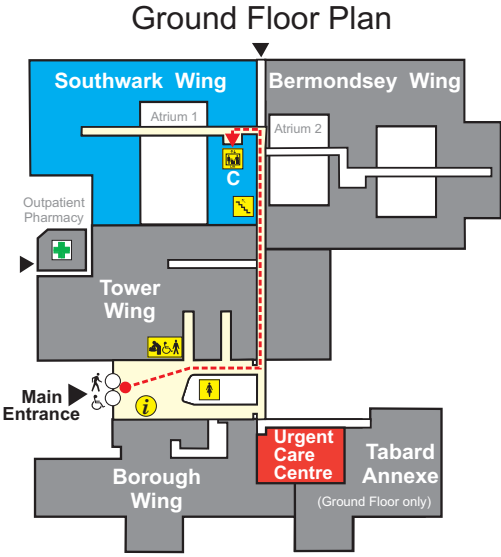 Ground Floor Plan
Southwark Wing
Bermondsey Wing
Atrium 1
Atrium 2
C
Outpatient
Pharmacy
Tower
Wing
Main
Entrance
i
Urgent
Care
Centre
Tabard
Annexe
(Ground Floor only)
Borough
Wing